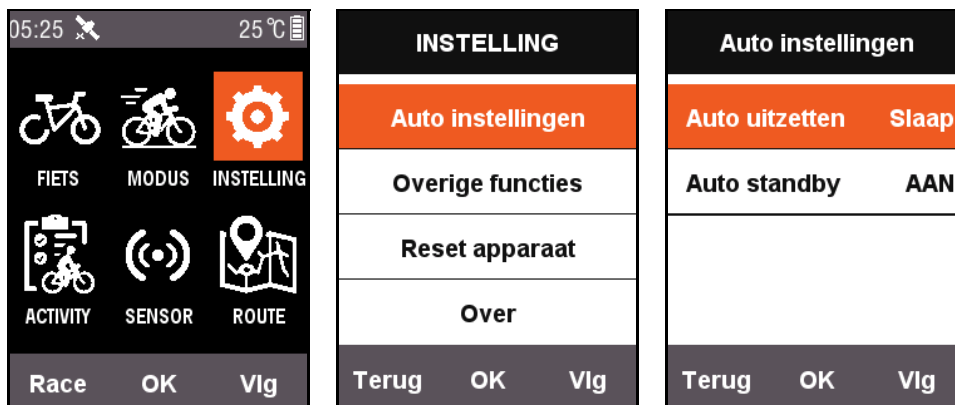 05:25 25°C
FIETS MODUS INSTELLING
ACTIVITY SENSOR ROUTE
Race OK Vlg
INSTELLING
Auto instellingen
Overige functies
Reset apparaat
Over
Terug OK Vlg
Auto instellingen
Auto uitzetten Slaap
Auto standby AAN
Terug OK Vlg